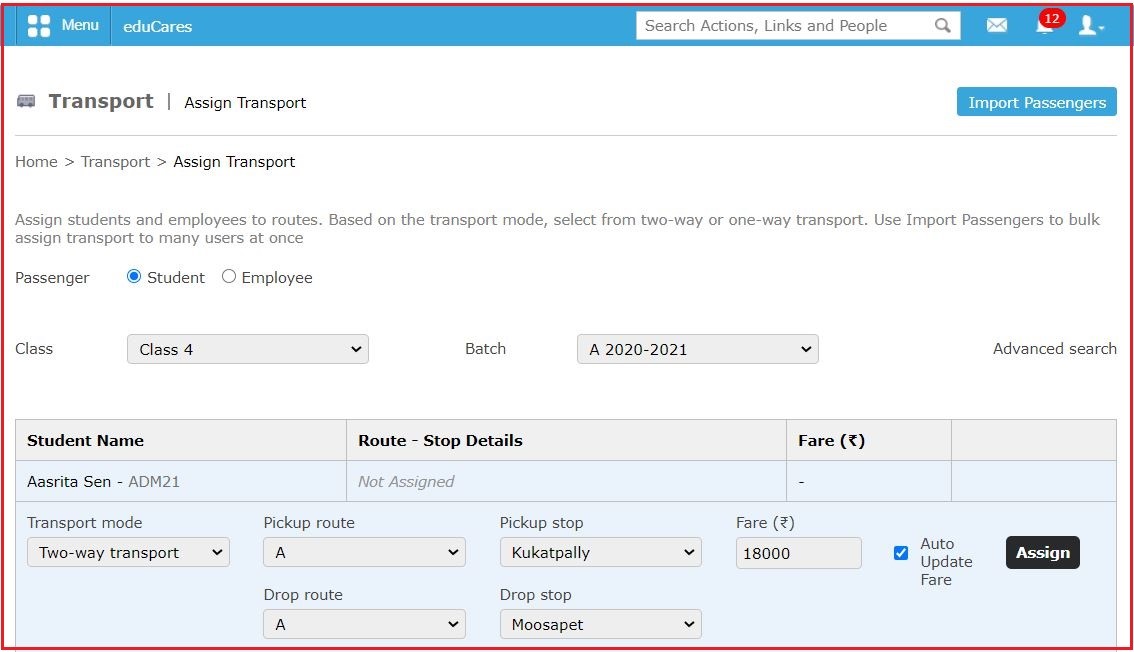 Menu eduCares Search Actions, Links and People 12
Transport | Assign Transport Import Passengers
Home > Transport > Assign Transport
Assign students and employees to routes. Based on the transport mode, select from two-way or one-way transport. Use Import Passengers to bulk
assign transport to many users at once
Passenger Student Employee
Class Class 4 Batch A 2020-2021 Advanced search
Student Name Route - Stop Details Fare (₹)
Aasrita Sen - ADM21 Not Assigned -
Transport mode Pickup route Pickup stop Fare (₹)
Two-way transport A Kukatpally 18000 Auto Update Fare Assign
Drop route Drop stop
A Moosapet